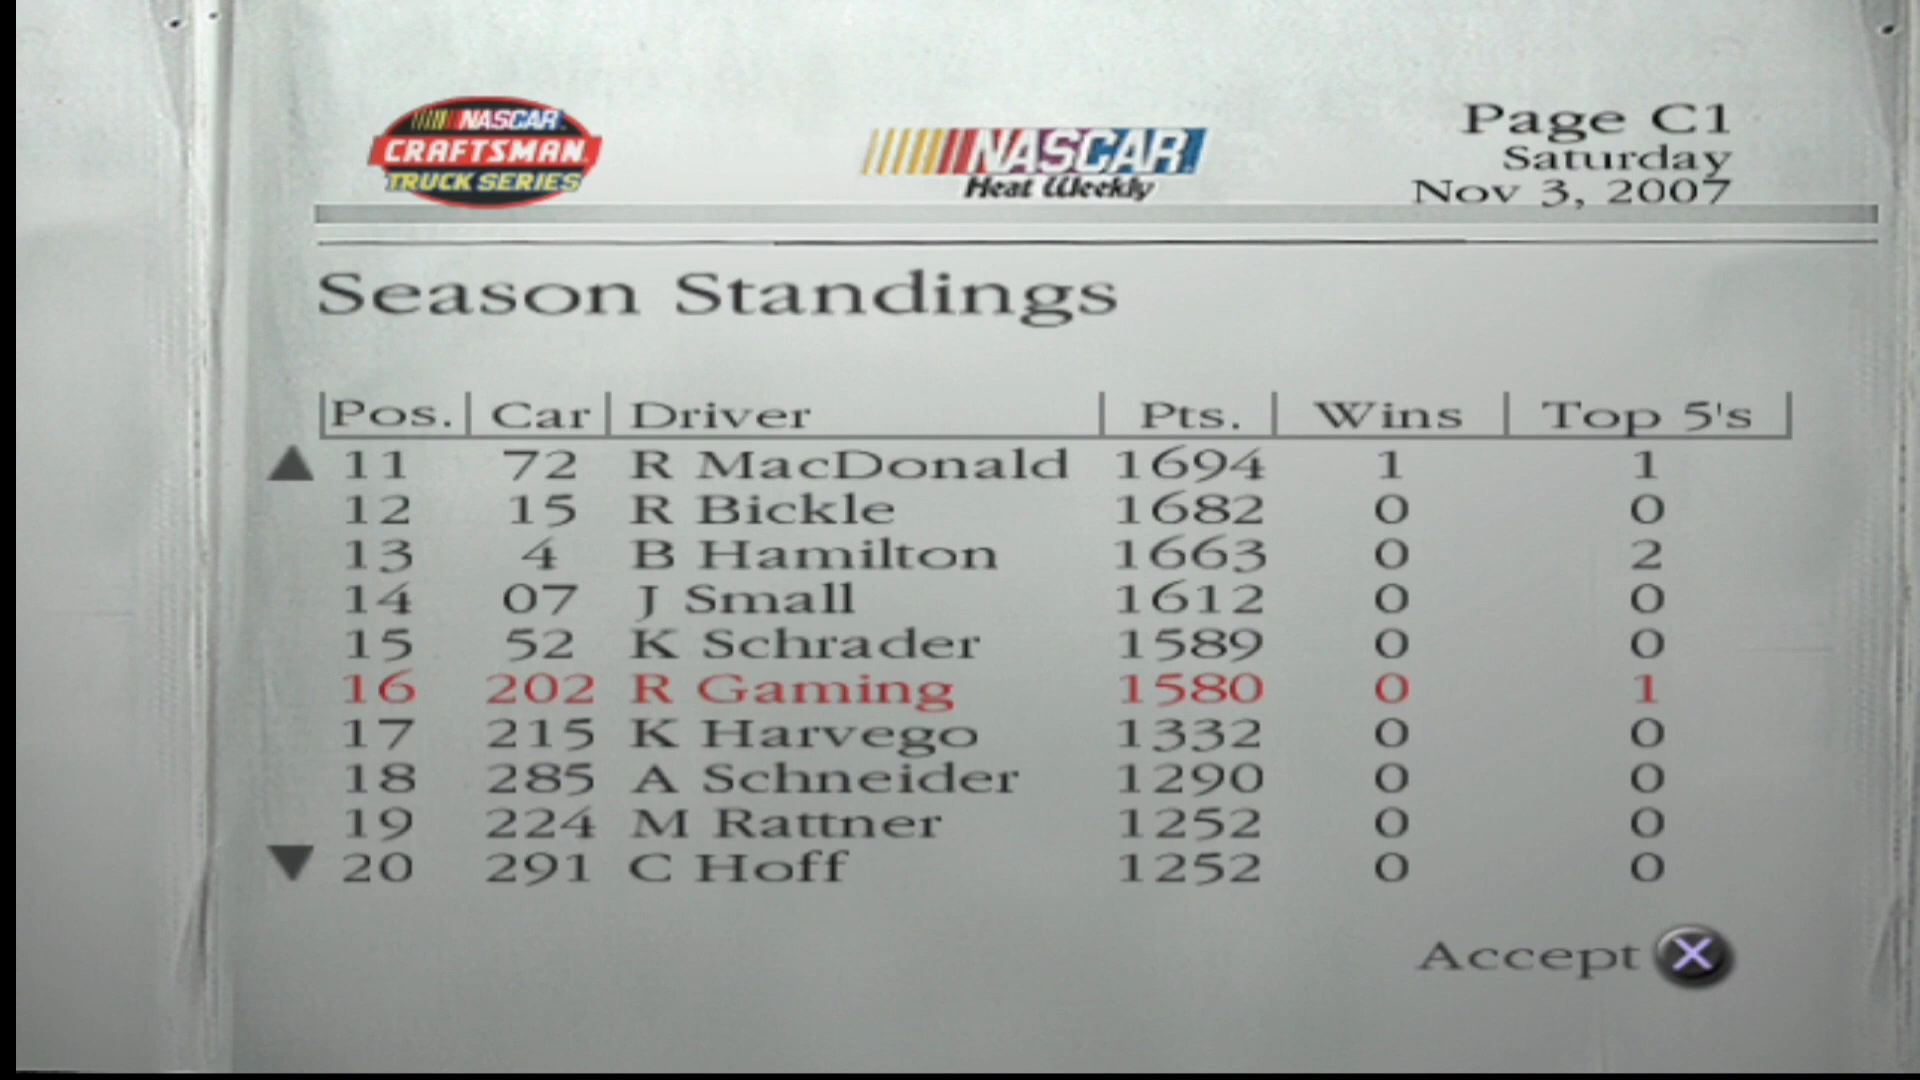 NASCAR
CRAFTSMAN
TRUCK SERIES
NASCAR
Heat Weekly
Page C1
Saturday
Nov 3, 2007
Season Standings
Pos. Car Driver Pts. Wins Top 5's
11 72 R MacDonald 1694 1 1
12 15 R Bickle 1682 0 0
13 4 B Hamilton 1663 0 2
14 07 J Small 1612 0 0
15 52 K Schrader 1589 0 0
16 202 R Gaming 1580 0 1
17 215 K Harvego 1332 0 0
18 285 A Schneider 1290 0 0
19 224 M Rattner 1252 0 0
20 291 C Hoff 1252 0 0
Accept